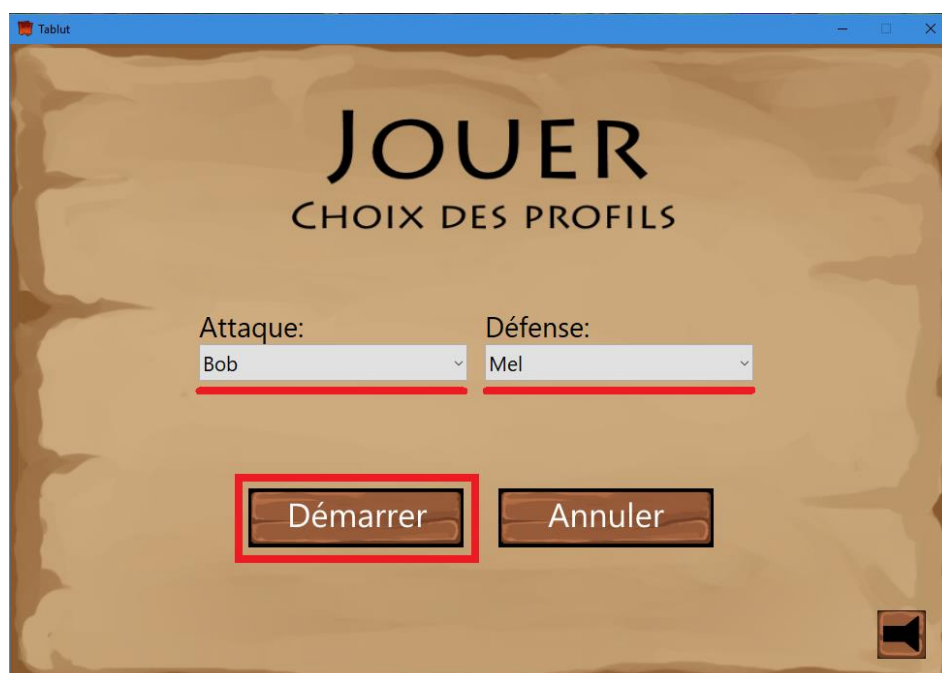 Tablut
JOUER
CHOIX DES PROFILS
Attaque: Défense:
Bob Mel
Démarrer Annuler